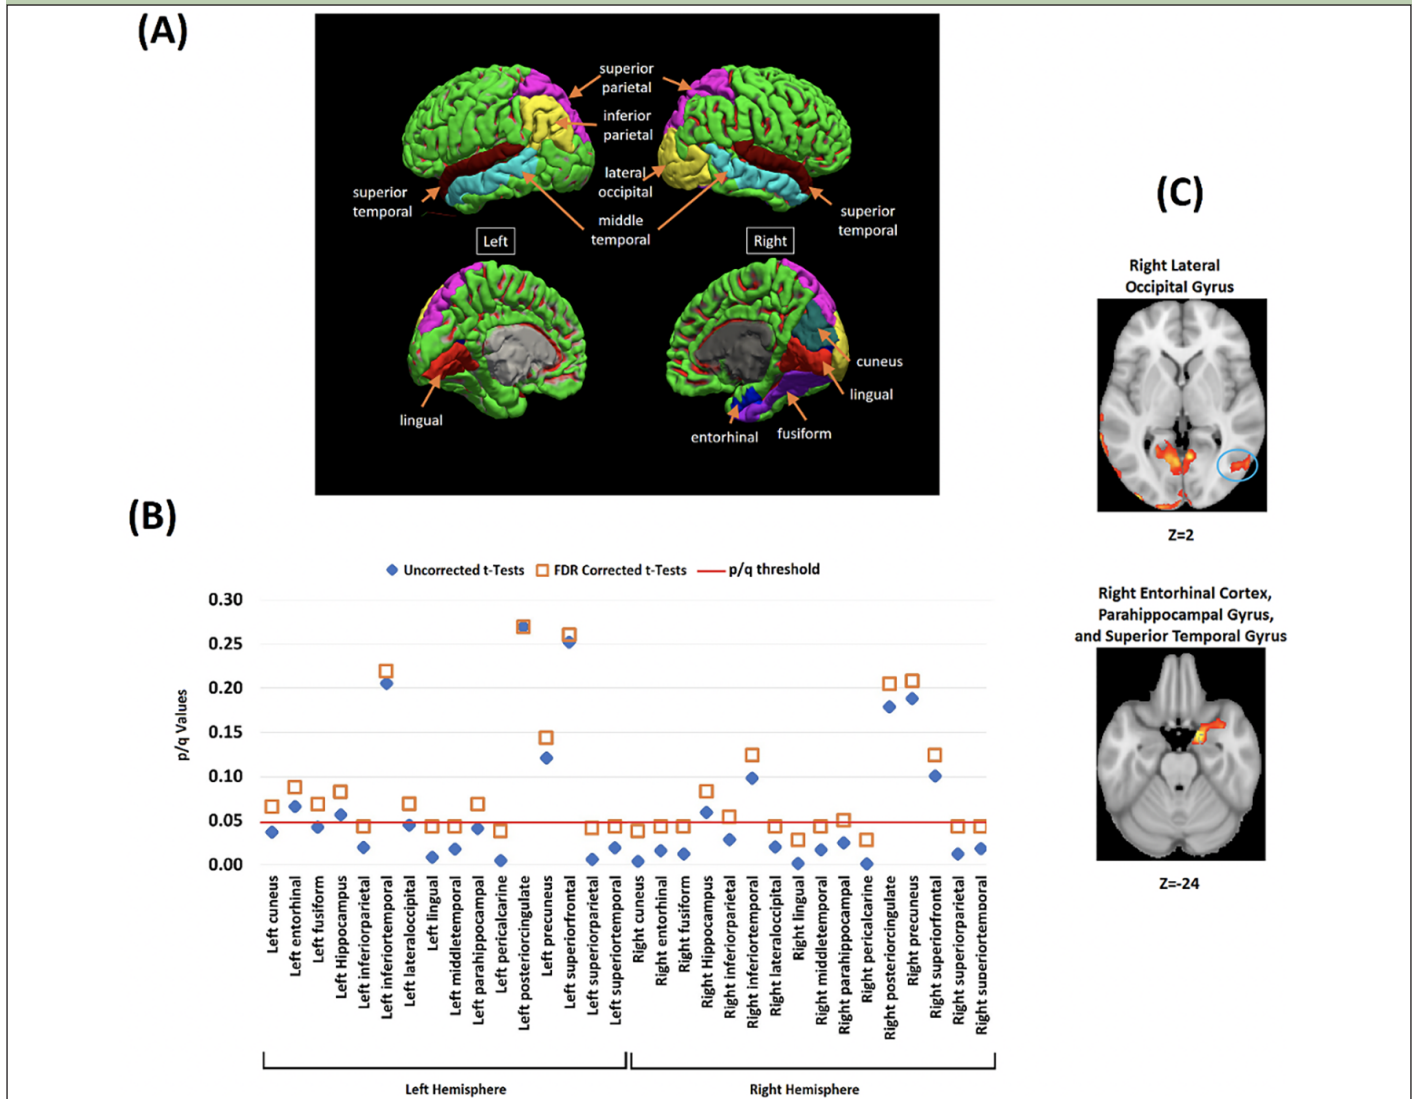 (A)
superior
parietal
inferior
parietal
lateral
occipital
superior
temporal
middle
temporal
superior
temporal
Left
Right
cuneus
lingual
lingual
entorhinal
fusiform
(C)
Right Lateral
Occipital Gyrus
Z=2
Right Entorhinal Cortex,
Parahippocampal Gyrus,
and Superior Temporal Gyrus
Z=-24
(B)
Uncorrected t-Tests
FDR Corrected t-Tests
p/q threshold
p/q Values
0.30
0.25
0.20
0.15
0.10
0.05
0.00
Left cuneus
Left entorhinal
Left fusiform
Left Hippocampus
Left inferiorparietal
Left inferiortemporal
Left lateraloccipital
Left lingual
Left middletemporal
Left parahippocampal
Left pericalcarine
Left posteriorcingulate
Left precuneus
Left superiorfrontal
Left superiorparietal
Left superiortemporal
Right cuneus
Right entorhinal
Right fusiform
Right Hippocampus
Right inferiorparietal
Right inferiortemporal
Right lateraloccipital
Right lingual
Right middletemporal
Right parahippocampal
Right pericalcarine
Right posteriorcingulate
Right precuneus
Right superiorfrontal
Right superiorparietal
Right superiortemaoral
Left Hemisphere
Right Hemisphere